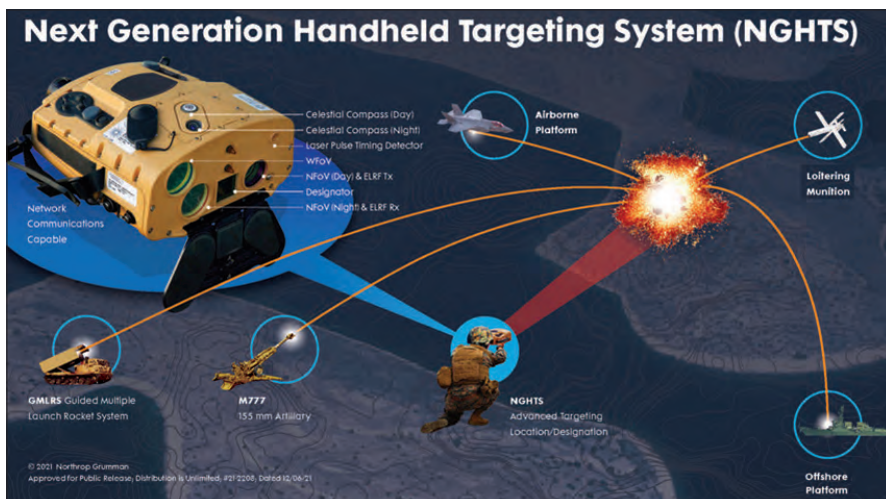 Next Generation Handheld Targeting System (NGHTS)
Celestial Compass (Day)
Celestial Compass (Night)
Laser Pulse Timing Detector
WFoV
NFoV (Day) & ELRF Tx
Designator
NFoV (Night) & ELRF Rx
Network
Communications
Capable
Airborne
Platform
Loitering
Munition
GMLRS Guided Multiple
Launch Rocket System
M777
155 mm Artillary
NGHTS
Advanced Targeting
Location/Designation
Offshore
Platform
© 2021 Northrop Grumman
Approved for Public Release; Distribution is Unlimited; #21-2208; Dated 12/06/21